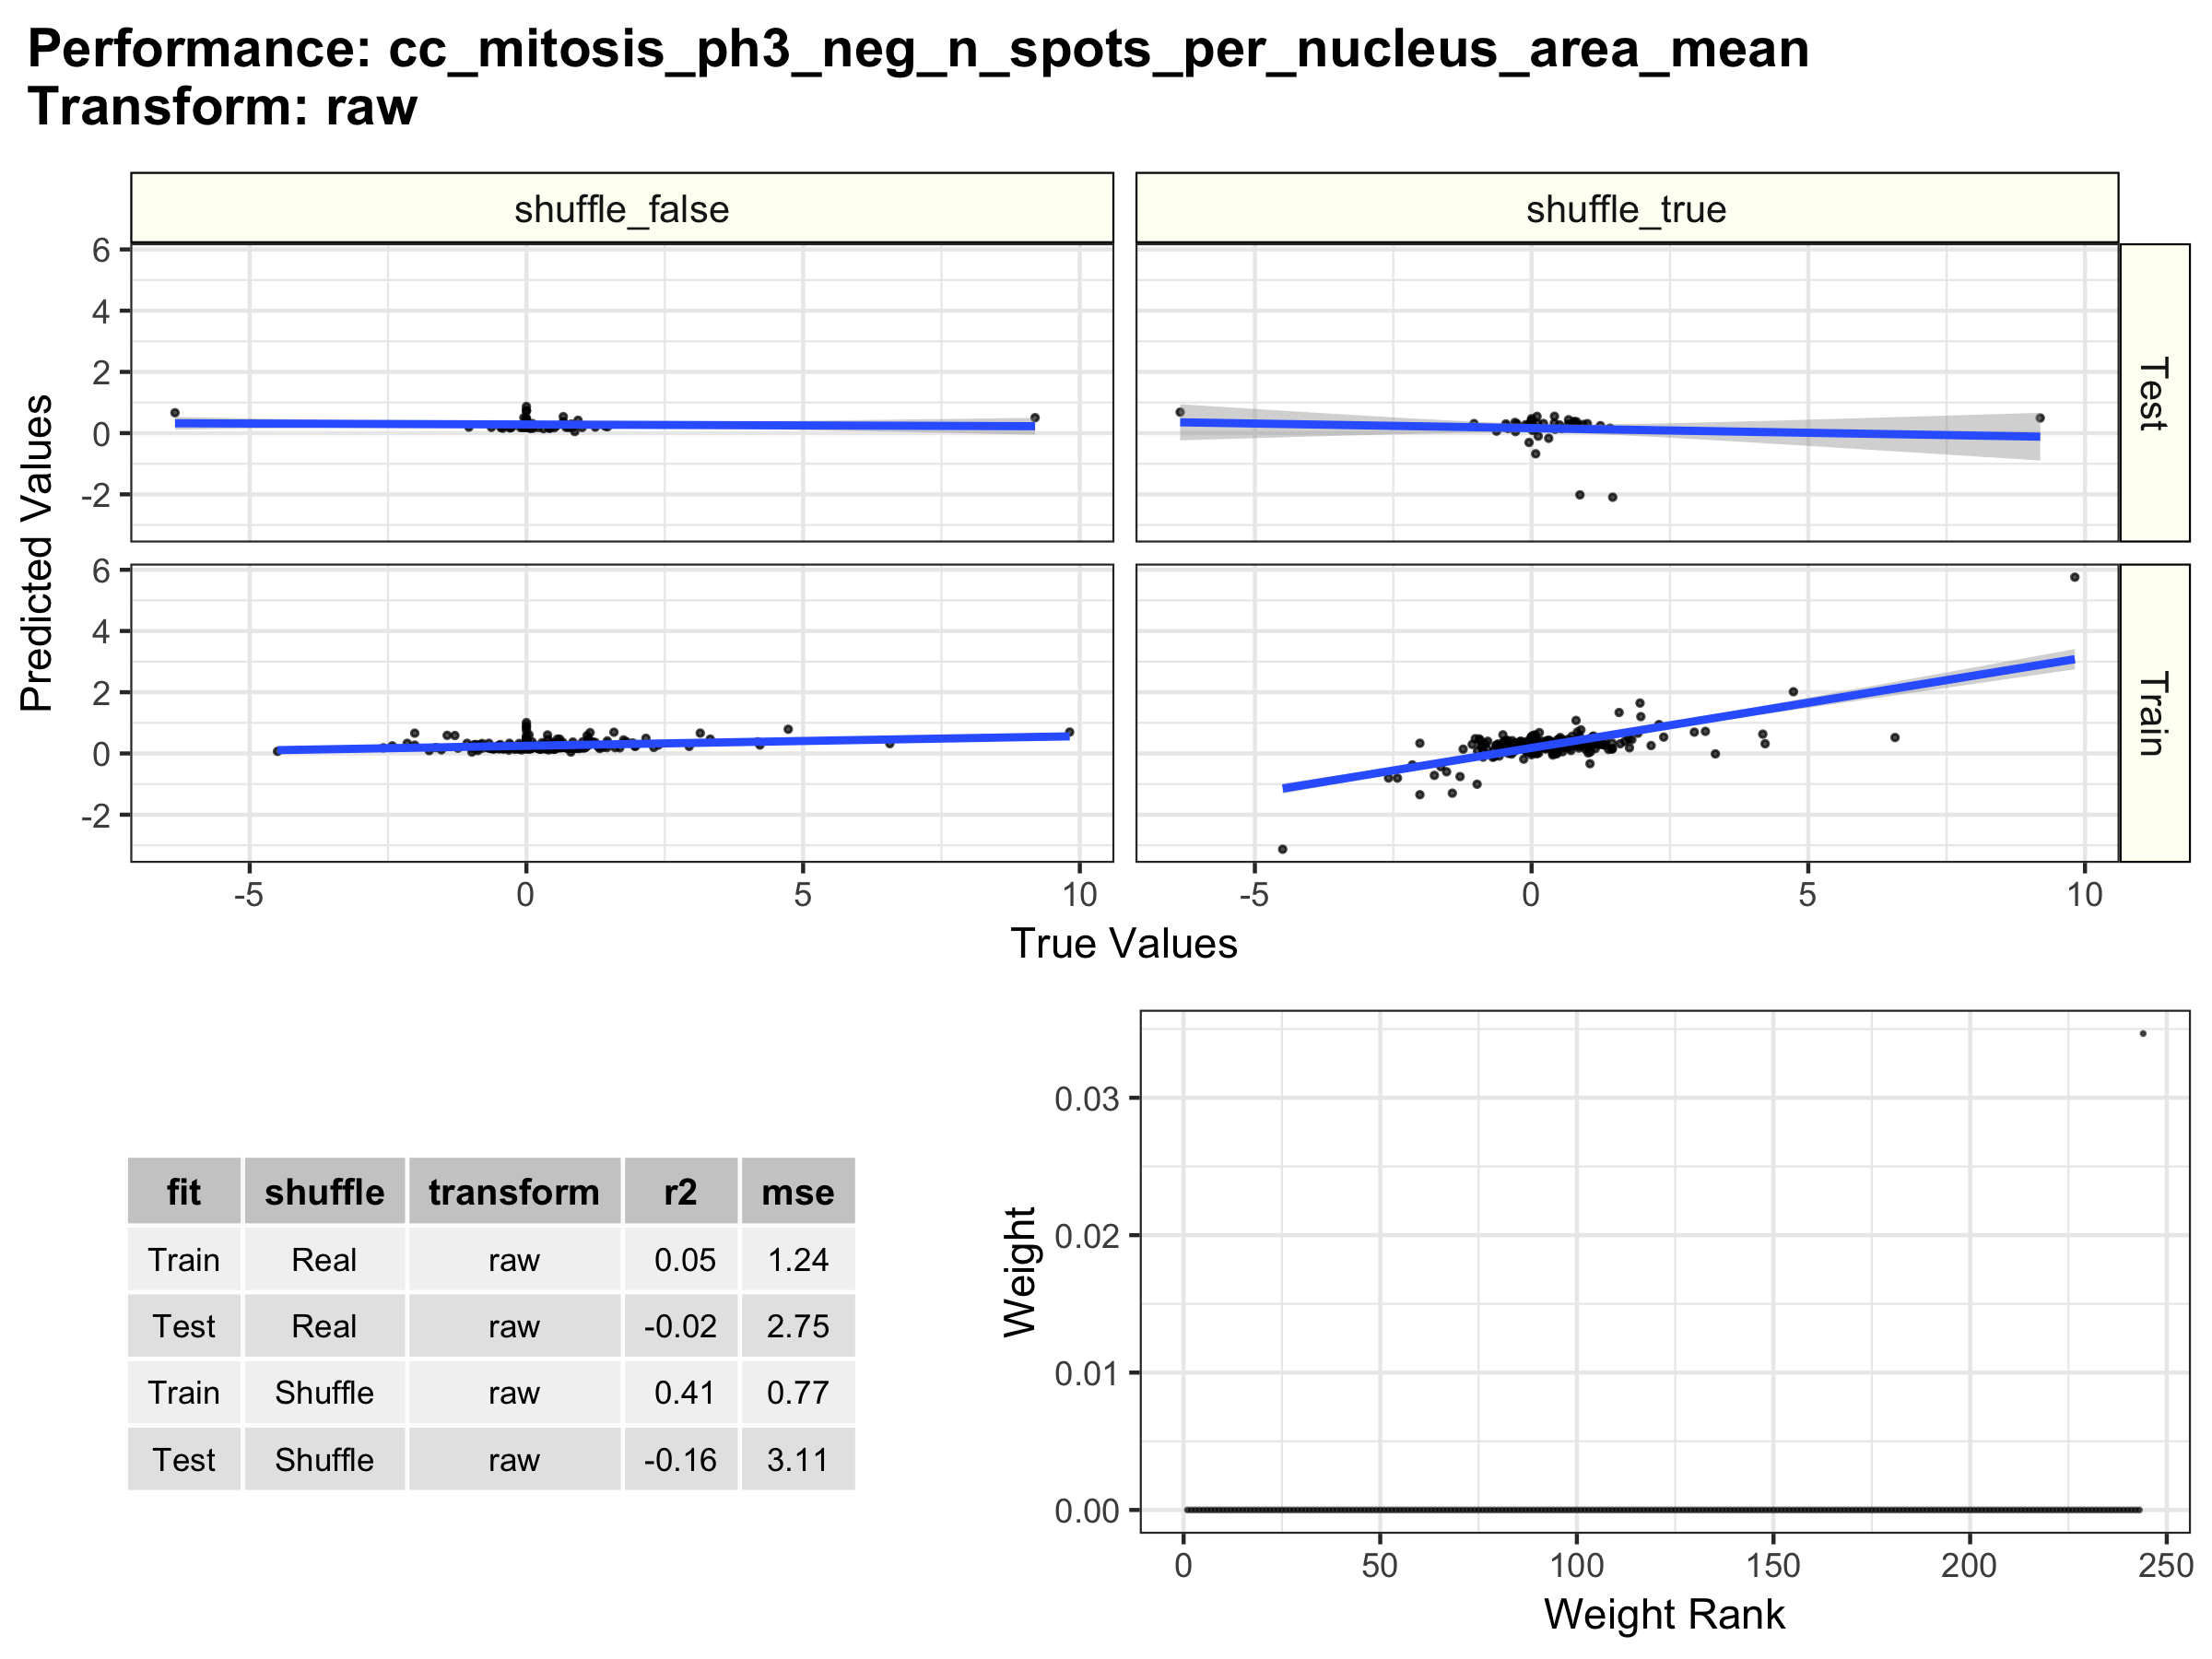 Performance: cc_mitosis_ph3_neg_n_spots_per_nucleus_area_mean
Transform: raw
shuffle_false
shuffle_true
6
4
2
0
-2
Test
6
4
2
0
-2
Train
Predicted Values
-5
0
5
10
-5
0
5
10
True Values
fit shuffle transform r2 mse
Train Real raw 0.05 1.24
Test Real raw -0.02 2.75
Train Shuffle raw 0.41 0.77
Test Shuffle raw -0.16 3.11
Weight
0.03
0.02
0.01
0.00
0
50
100
150
200
250
Weight Rank